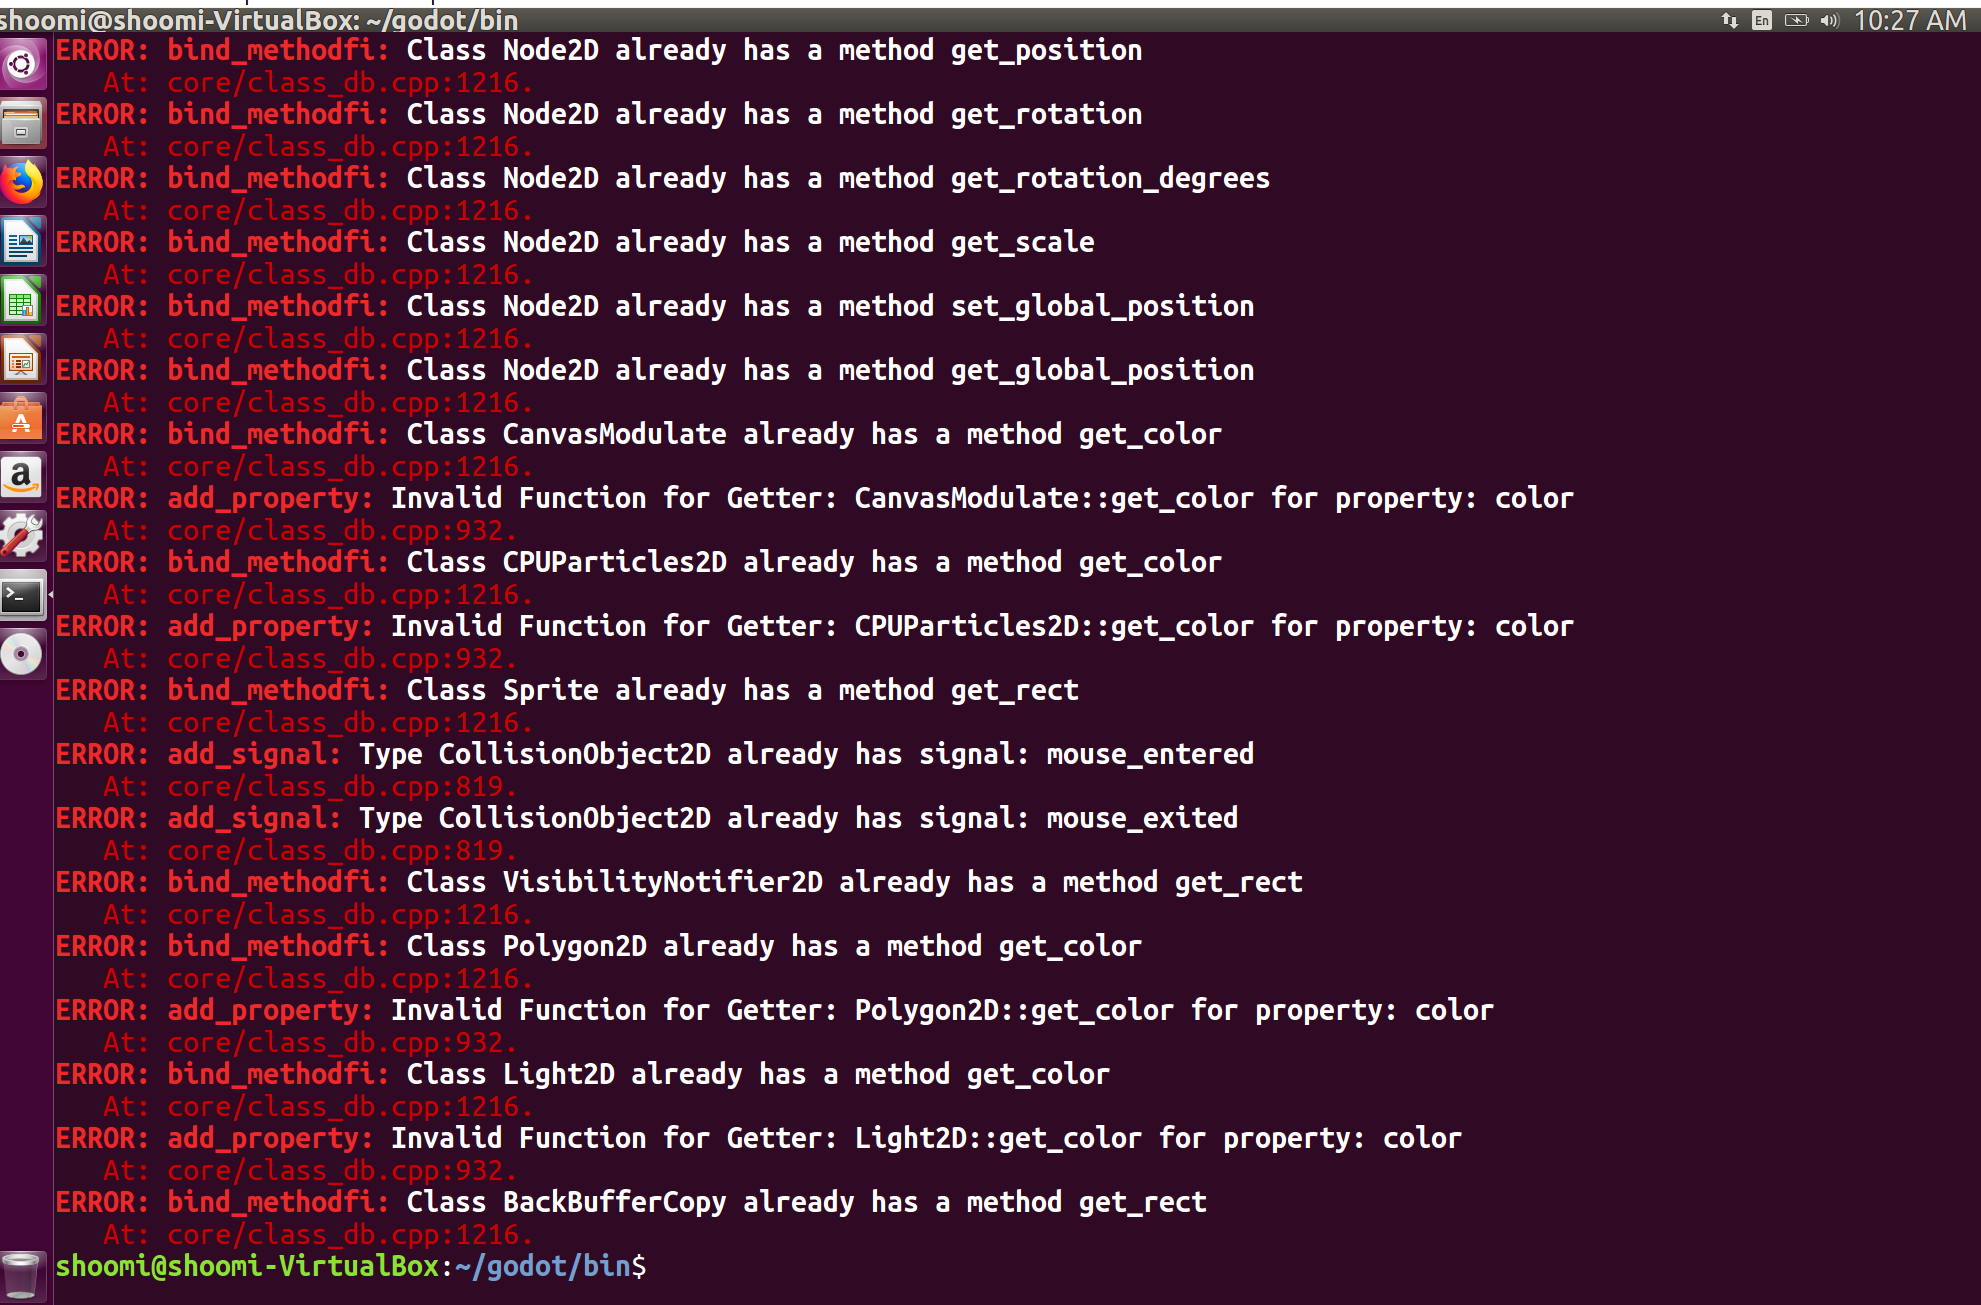 shoomi@shoomi-VirtualBox: ~/godot/bin
En
10:27 AM
ERROR: bind_methodfi: Class Node2D already has a method get_position
At: core/class_db.cpp:1216.
ERROR: bind_methodfi: Class Node2D already has a method get_rotation
At: core/class_db.cpp:1216.
ERROR: bind_methodfi: Class Node2D already has a method get_rotation_degrees
At: core/class_db.cpp:1216.
ERROR: bind_methodfi: Class Node2D already has a method get_scale
At: core/class_db.cpp:1216.
ERROR: bind_methodfi: Class Node2D already has a method set_global_position
At: core/class_db.cpp:1216.
ERROR: bind_methodfi: Class Node2D already has a method get_global_position
At: core/class_db.cpp:1216.
ERROR: bind_methodfi: Class CanvasModulate already has a method get_color
At: core/class_db.cpp:1216.
ERROR: add_property: Invalid Function for Getter: CanvasModulate::get_color for property: color
At: core/class_db.cpp:932.
ERROR: bind_methodfi: Class CPUParticles2D already has a method get_color
At: core/class_db.cpp:1216.
ERROR: add_property: Invalid Function for Getter: CPUParticles2D::get_color for property: color
At: core/class_db.cpp:932.
ERROR: bind_methodfi: Class Sprite already has a method get_rect
At: core/class_db.cpp:1216.
ERROR: add_signal: Type CollisionObject2D already has signal: mouse_entered
At: core/class_db.cpp:819.
ERROR: add_signal: Type CollisionObject2D already has signal: mouse_exited
At: core/class_db.cpp:819.
ERROR: bind_methodfi: Class VisibilityNotifier2D already has a method get_rect
At: core/class_db.cpp:1216.
ERROR: bind_methodfi: Class Polygon2D already has a method get_color
At: core/class_db.cpp:1216.
ERROR: add_property: Invalid Function for Getter: Polygon2D::get_color for property: color
At: core/class_db.cpp:932.
ERROR: bind_methodfi: Class Light2D already has a method get_color
At: core/class_db.cpp:1216.
ERROR: add_property: Invalid Function for Getter: Light2D::get_color for property: color
At: core/class_db.cpp:932.
ERROR: bind_methodfi: Class BackBufferCopy already has a method get_rect
At: core/class_db.cpp:1216.
shoomi@shoomi-VirtualBox:~/godot/bin$